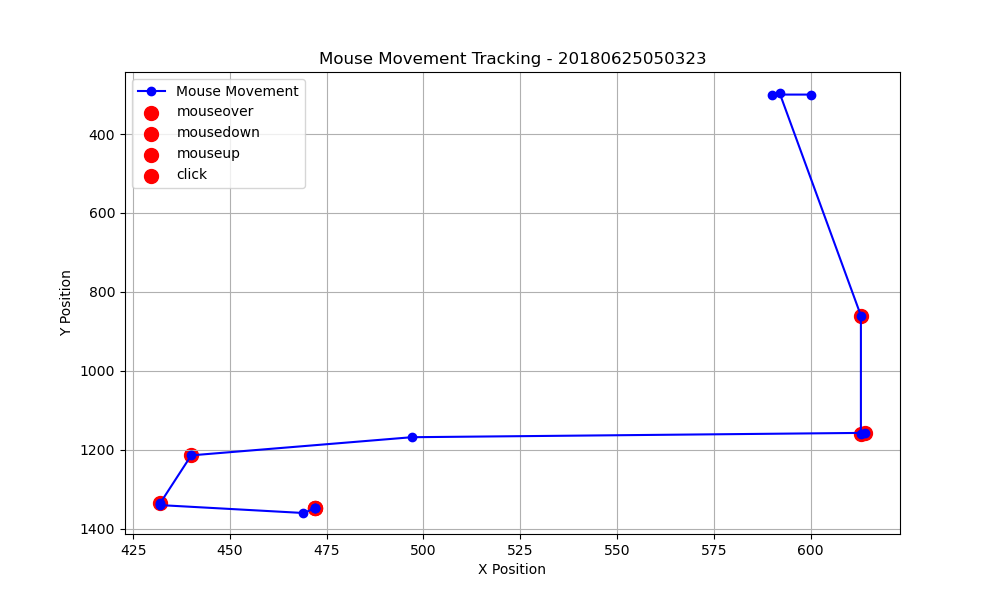 Mouse Movement Tracking - 20180625050323
Mouse Movement
mouseover
mousedown
mouseup
click
400
600
800
1000
1200
1400
Y Position
425 450 475 500 525 550 575 600
X Position